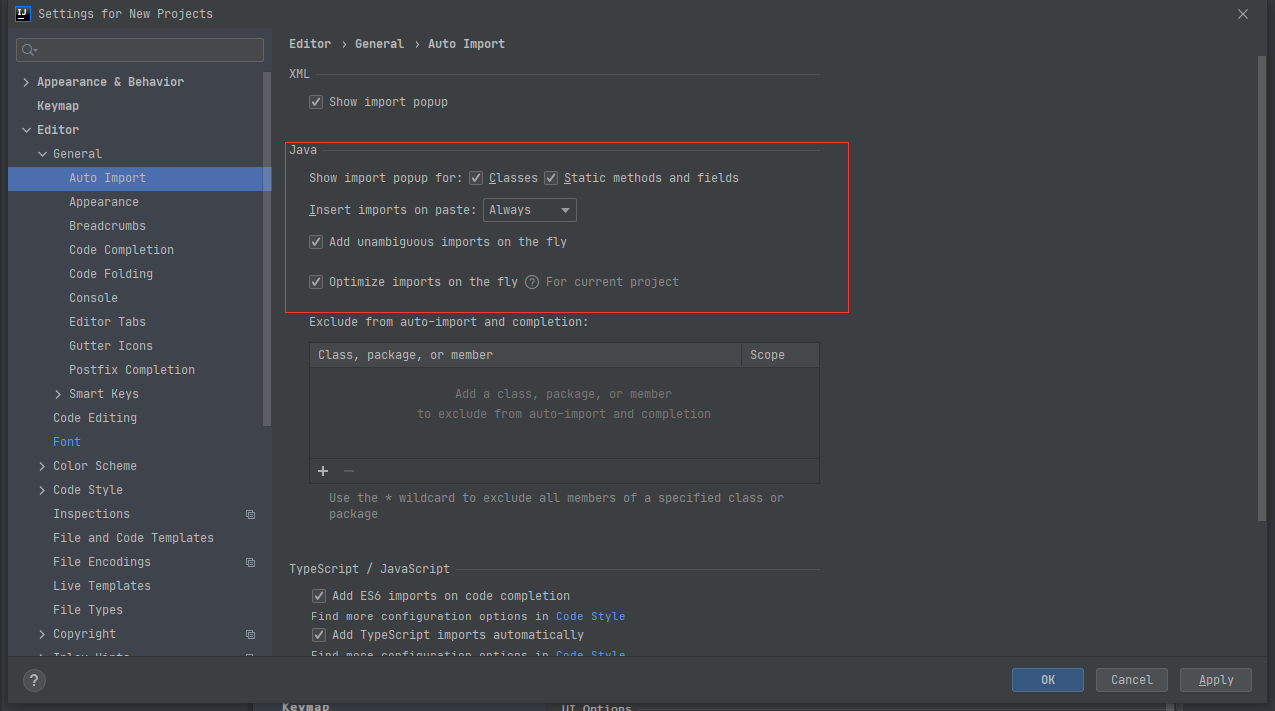 Settings for New Projects
Appearance & Behavior
Keymap
Editor
General
Auto Import
Appearance
Breadcrumbs
Code Completion
Code Folding
Console
Editor Tabs
Gutter Icons
Postfix Completion
Smart Keys
Code Editing
Font
Color Scheme
Code Style
Inspections
File and Code Templates
File Encodings
Live Templates
File Types
Copyright
Inlay Hints
Editor › General › Auto Import
XML
Show import popup
Java
Show import popup for: Classes Static methods and fields
Insert imports on paste: Always
Add unambiguous imports on the fly
Optimize imports on the fly ? For current project
Exclude from auto-import and completion:
Class, package, or member Scope
Add a class, package, or member
to exclude from auto-import and completion
Use the * wildcard to exclude all members of a specified class or
package
TypeScript / JavaScript
Add ES6 imports on code completion
Find more configuration options in Code Style
Add TypeScript imports automatically
Find more configuration options in Code Style
? OK Cancel Apply
Keymap UI Options